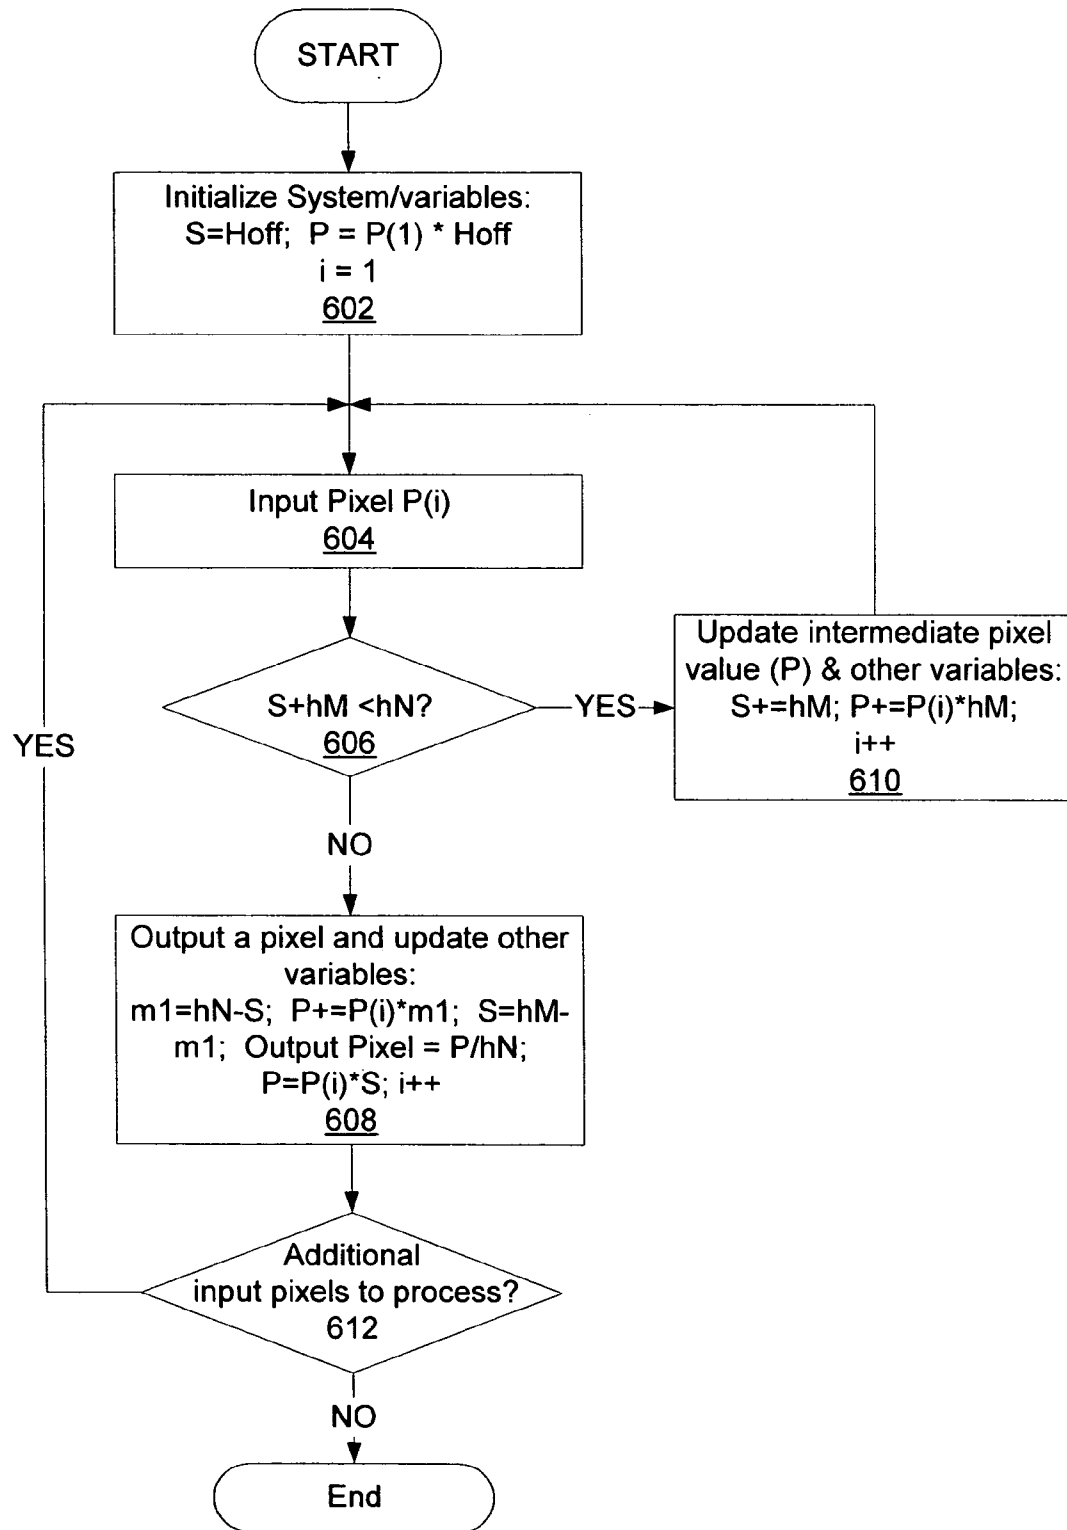 START
Initialize System/variables:
S=Hoff; P = P(1) * Hoff
i = 1
602
Input Pixel P(i)
604
S+hM <hN?
606
YES
Update intermediate pixel
value (P) & other variables:
S+=hM; P+=P(i)*hM;
i++
610
YES
NO
Output a pixel and update other
variables:
m1=hN-S; P+=P(i)*m1; S=hM-
m1; Output Pixel = P/hN;
P=P(i)*S; i++
608
Additional
input pixels to process?
612
NO
End